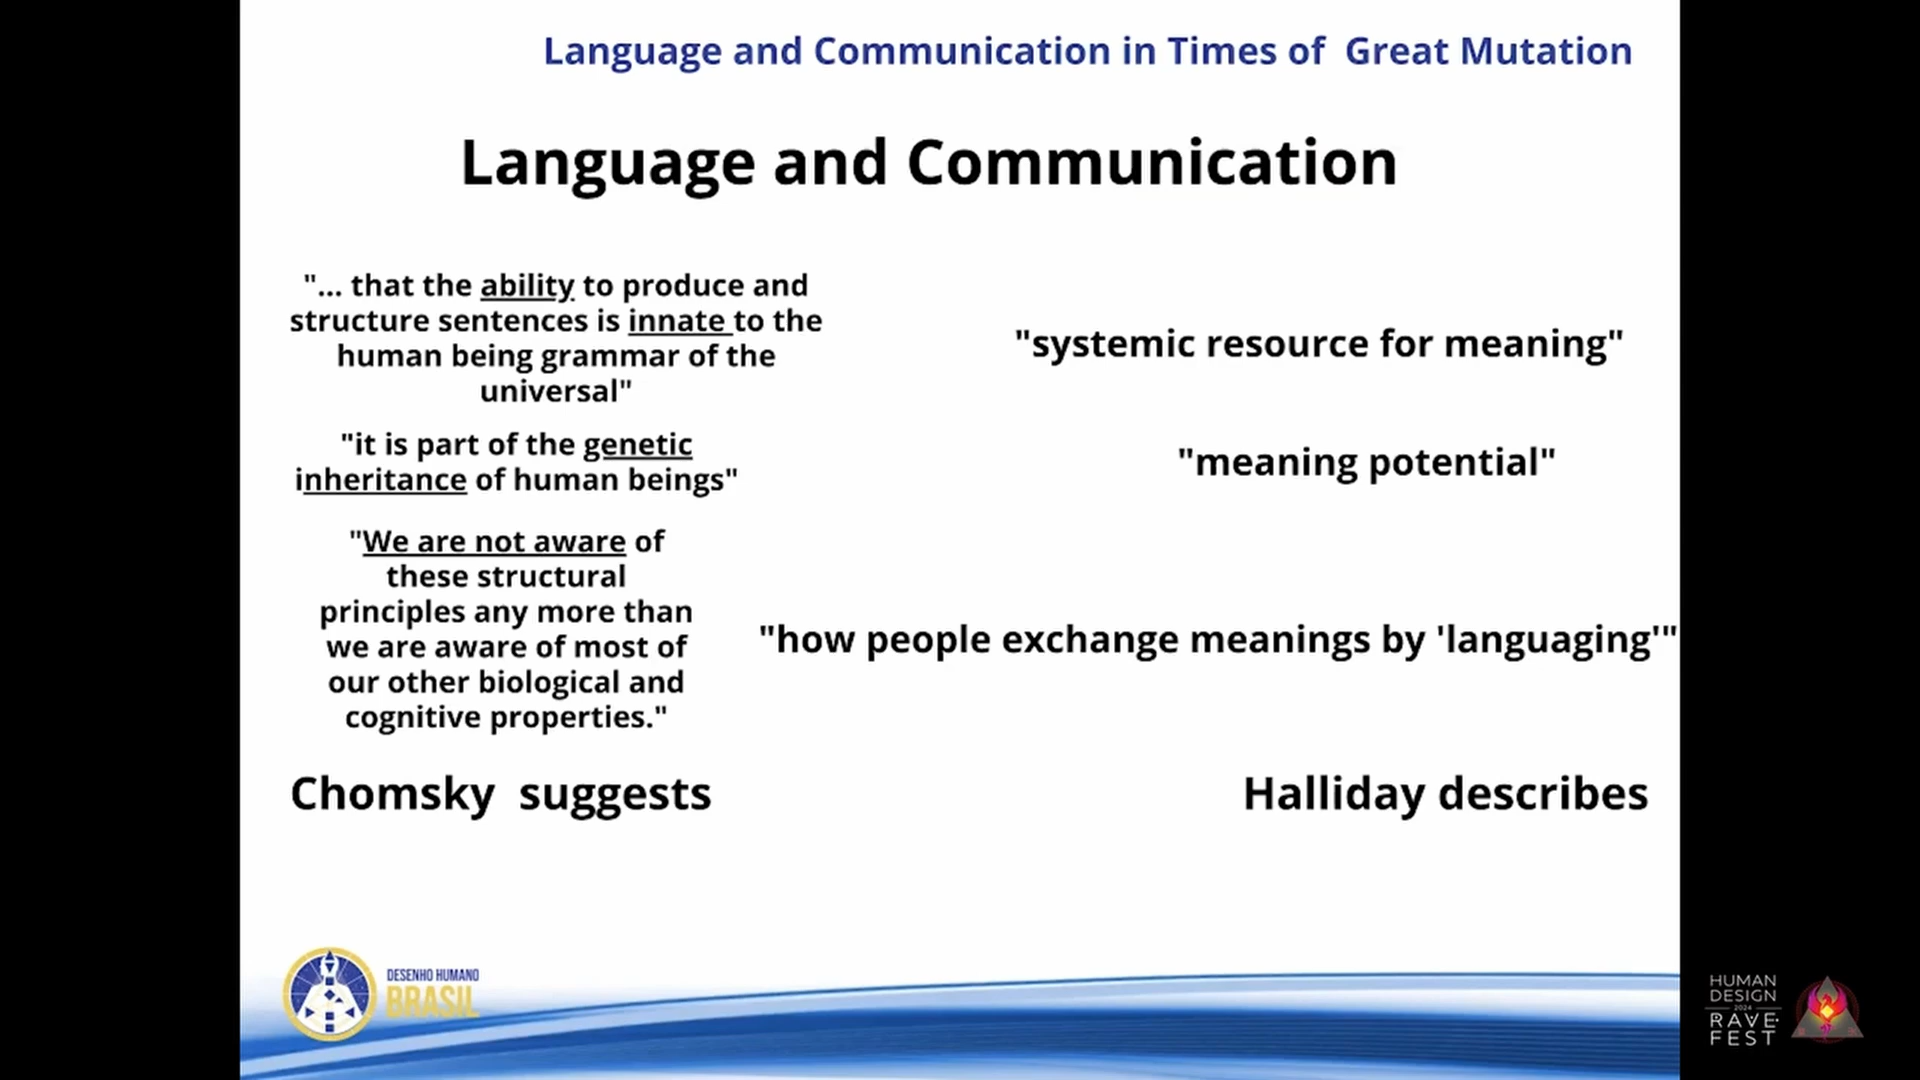 Language and Communication in Times of Great Mutation
Language and Communication
"... that the ability to produce and
structure sentences is innate to the
human being grammar of the
universal"
"it is part of the genetic
inheritance of human beings"
"We are not aware of
these structural
principles any more than
we are aware of most of
our other biological and
cognitive properties."
Chomsky suggests
"systemic resource for meaning"
"meaning potential"
"how people exchange meanings by 'languaging'"
Halliday describes
DESENHO HUMANO
BRASIL
HUMAN
DESIGN
2024
RAVE
FEST